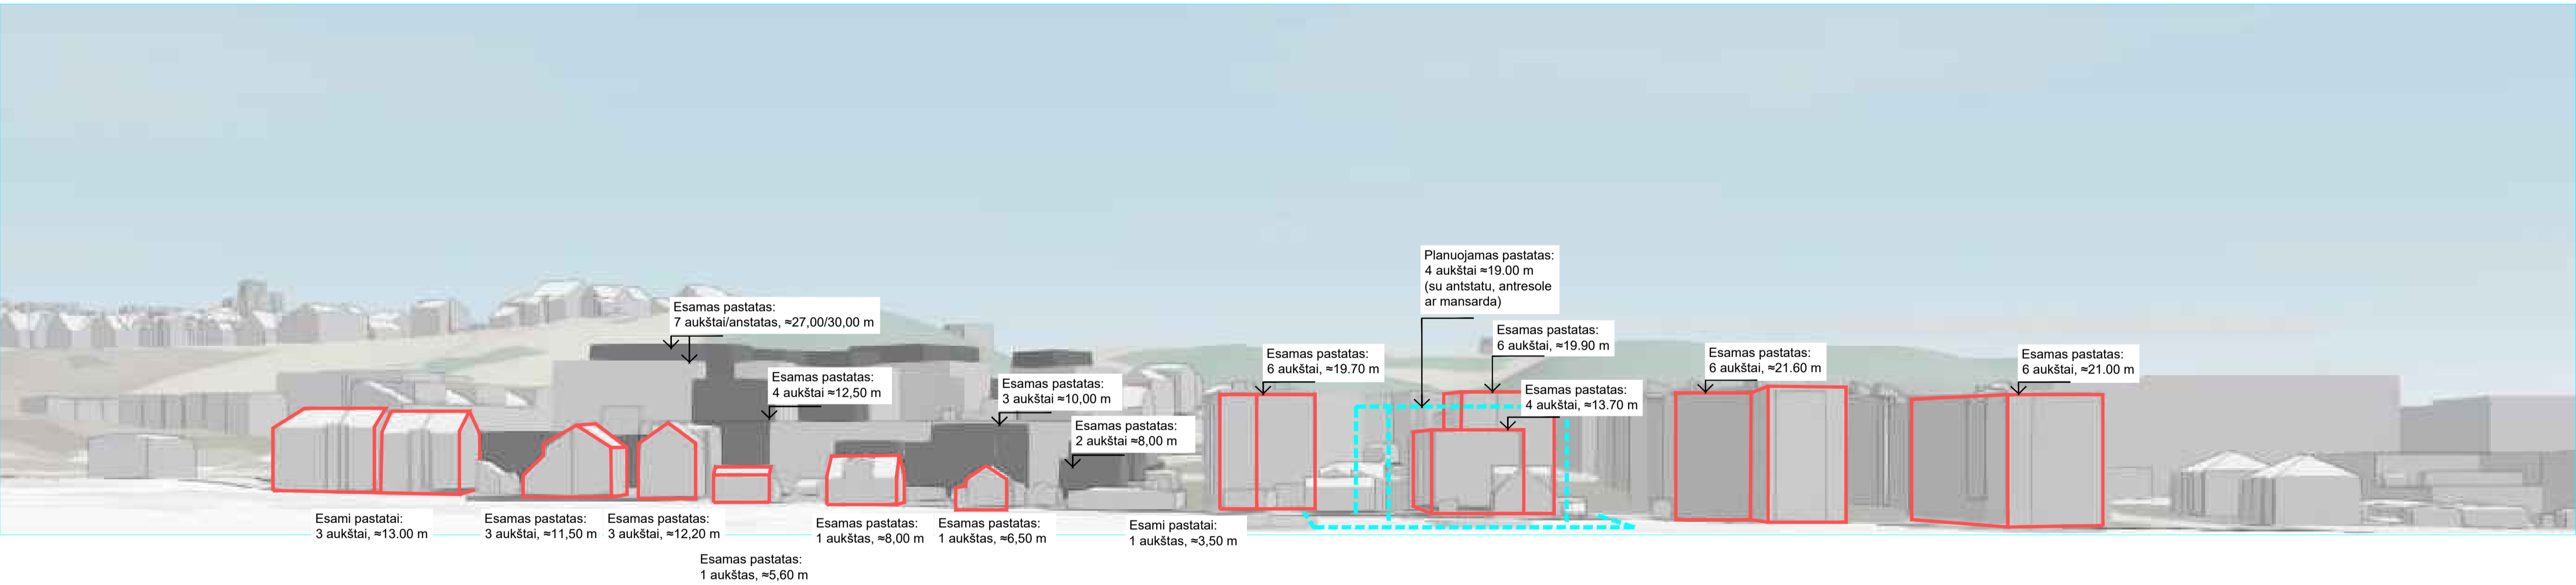 Planuojamas pastatas:
4 aukštai ≈19.00 m
(su antstatu, antresole
ar mansarda)
Esamas pastatas:
7 aukštai/anstatas, ≈27,00/30,00 m
Esamas pastatas:
6 aukštai, ≈19.90 m
Esamas pastatas:
6 aukštai, ≈19.70 m
Esamas pastatas:
6 aukštai, ≈21.60 m
Esamas pastatas:
6 aukštai, ≈21.00 m
Esamas pastatas:
4 aukštai ≈12,50 m
Esamas pastatas:
3 aukštai ≈10,00 m
Esamas pastatas:
4 aukštai, ≈13.70 m
Esamas pastatas:
2 aukštai ≈8,00 m
Esami pastatai:
3 aukštai, ≈13.00 m
Esamas pastatas:
3 aukštai, ≈11,50 m
Esamas pastatas:
3 aukštai, ≈12,20 m
Esamas pastatas:
1 aukštas, ≈5,60 m
Esamas pastatas:
1 aukštas, ≈8,00 m
Esamas pastatas:
1 aukštas, ≈6,50 m
Esami pastatai:
1 aukštas, ≈3,50 m